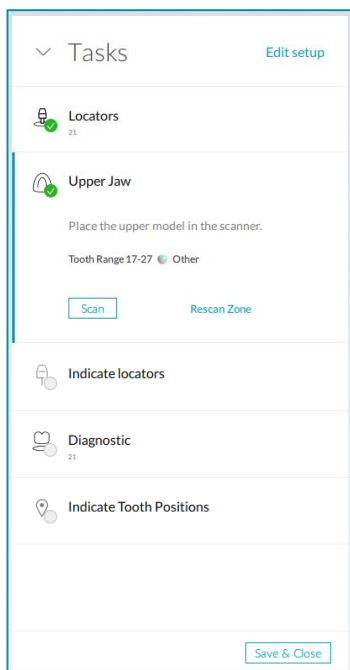 Tasks
Edit setup
Locators
21
Upper Jaw
Place the upper model in the scanner.
Tooth Range 17-27 Other
Scan
Rescan Zone
Indicate locators
Diagnostic
21
Indicate Tooth Positions
Save & Close